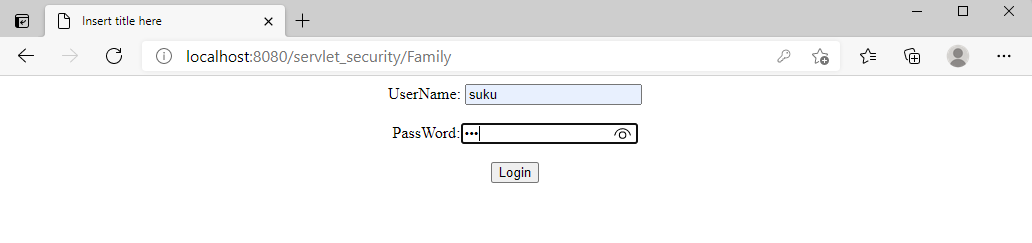 Insert title here
localhost:8080/servlet_security/Family
UserName: suku
PassWord:•••
Login